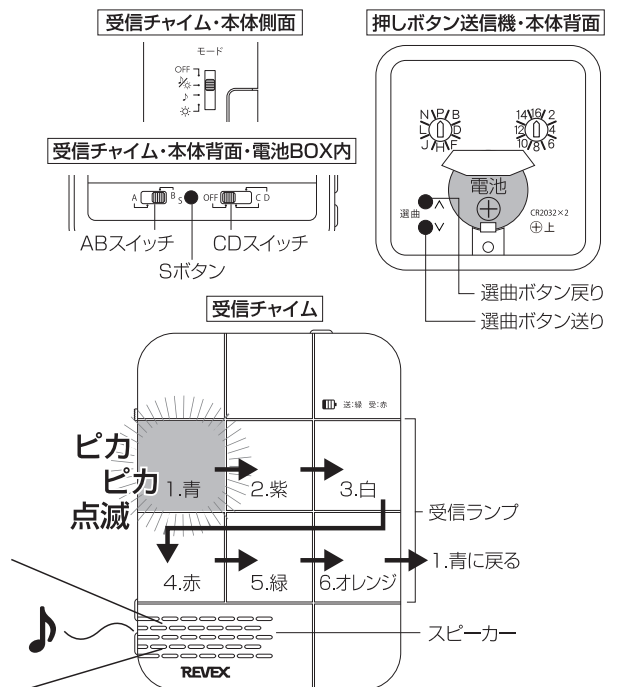 受信チャイム・本体側面
モード
OFF
♪/☼
♪
☼
受信チャイム・本体背面・電池BOX内
A B S OFF C D
ABスイッチ CDスイッチ
Sボタン
押しボタン送信機・本体背面
N P B
L D
J H F
14 16 2
12 4
10 8 6
電池
選曲
CR2032×2
⊕上
選曲ボタン戻り
選曲ボタン送り
受信チャイム
送:緑 受:赤
ピカ
ピカ
点滅
1.青
2.紫
3.白
受信ランプ
4.赤
5.緑
6.オレンジ
1.青に戻る
スピーカー
REVEX